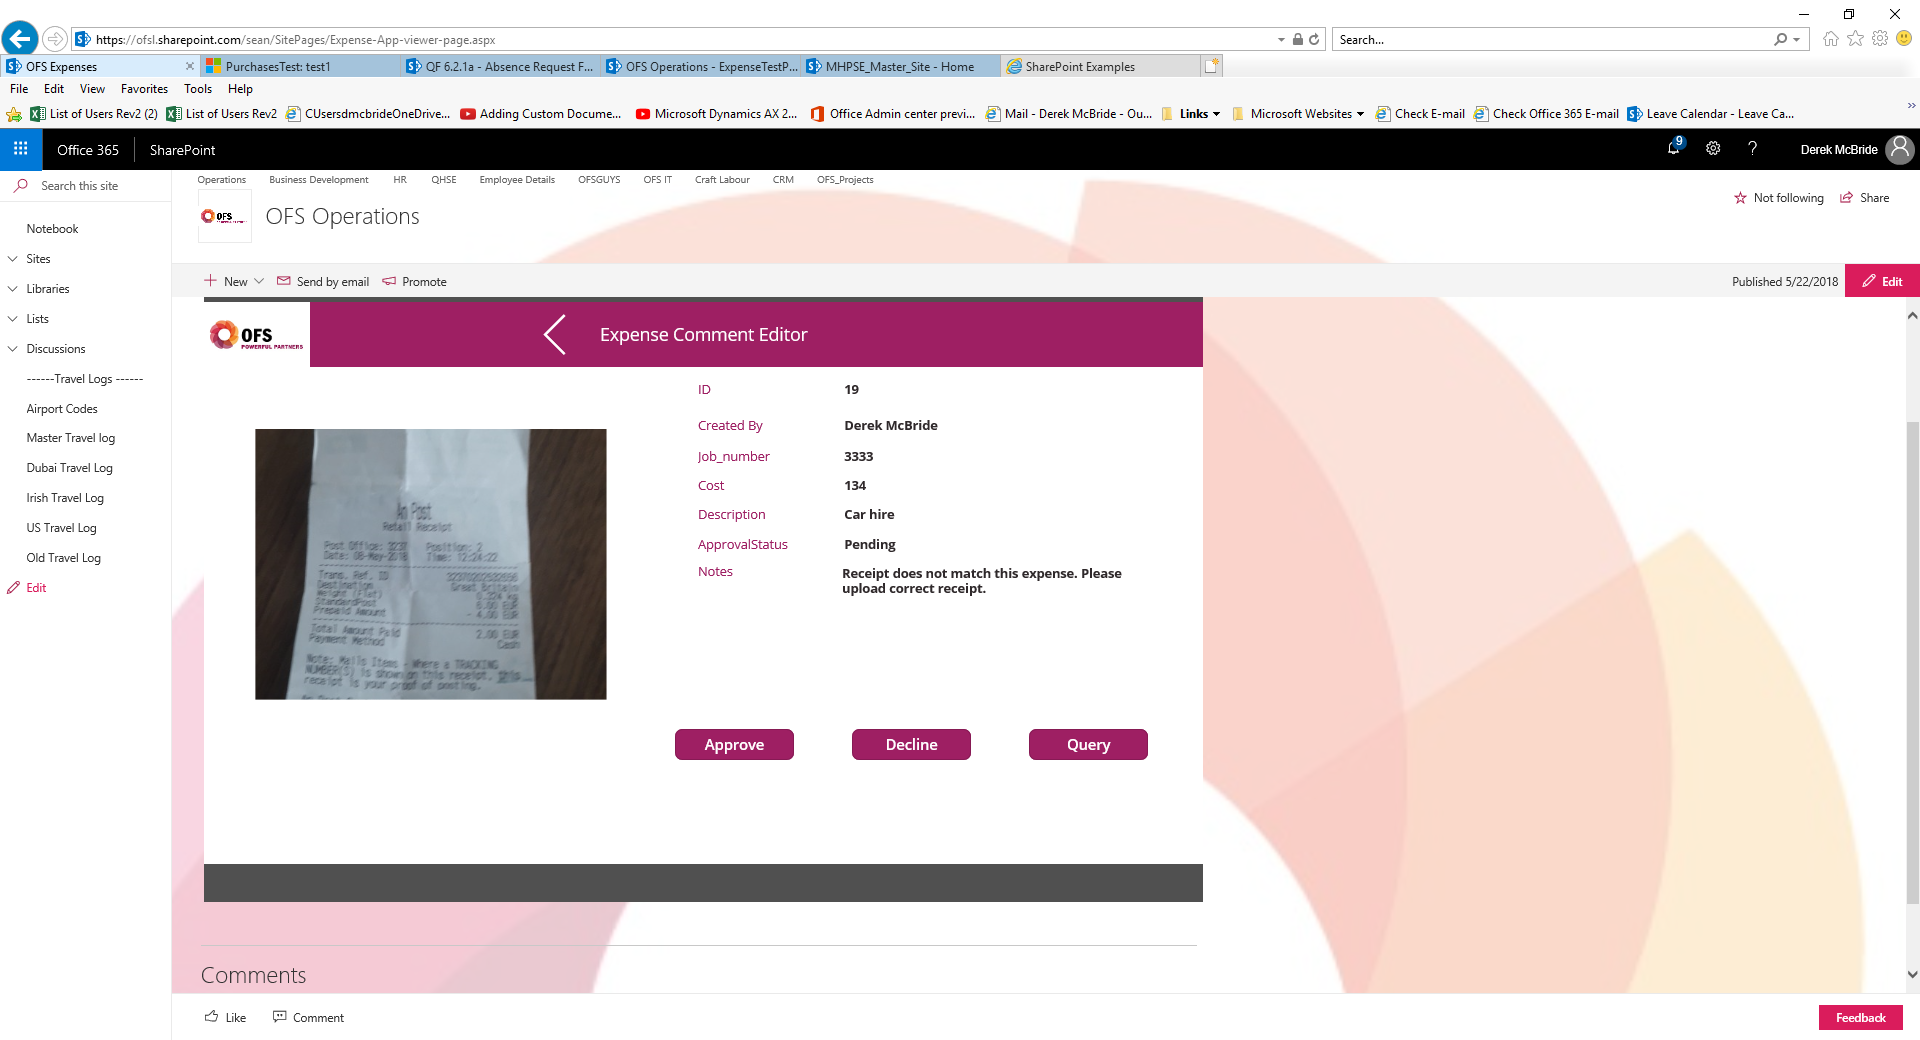 https://ofsl.sharepoint.com/sean/SitePages/Expense-App-viewer-page.aspx
Search...
OFS Expenses
PurchasesTest: test1
QF 6.2.1a - Absence Request F...
OFS Operations - ExpenseTestP...
MHPSE_Master_Site - Home
SharePoint Examples
File Edit View Favorites Tools Help
List of Users Rev2 (2) List of Users Rev2 CUsersdmcbrideOneDrive... Adding Custom Docume... Microsoft Dynamics AX 2... Office Admin center previ... Mail - Derek McBride - Ou... Links Microsoft Websites Check E-mail Check Office 365 E-mail Leave Calendar - Leave Ca...
Office 365 SharePoint
9
Derek McBride
Search this site
Operations Business Development HR QHSE Employee Details OFSGUYS OFS IT Craft Labour CRM OFS_Projects
OFS
OFS Operations
Not following Share
Notebook
Sites
Libraries
Lists
Discussions
------Travel Logs ------
Airport Codes
Master Travel log
Dubai Travel Log
Irish Travel Log
US Travel Log
Old Travel Log
Edit
New Send by email Promote
Published 5/22/2018 Edit
OFS
POWERFUL PARTNERS
Expense Comment Editor
ID 19
Created By Derek McBride
Job_number 3333
Cost 134
Description Car hire
ApprovalStatus Pending
Notes Receipt does not match this expense. Please
upload correct receipt.
An Post
Retail Receipt
Post Office: 3237 Position: 2
Date: 08-May-2018 Time: 12:24:22
Trans. Ref. ID
Destination Great Britain
Weight (Flat) 0.224 kg
StandardPost 6.00 EUR
Prepaid Amount - 4.00 EUR
Total Amount Paid 2.00 EUR
Payment Method Cash
Note: Mails Items - Where a TRACKING
NUMBER(S) is shown on this receipt, this
receipt is your proof of posting.
Approve Decline Query
Comments
Like Comment
Feedback